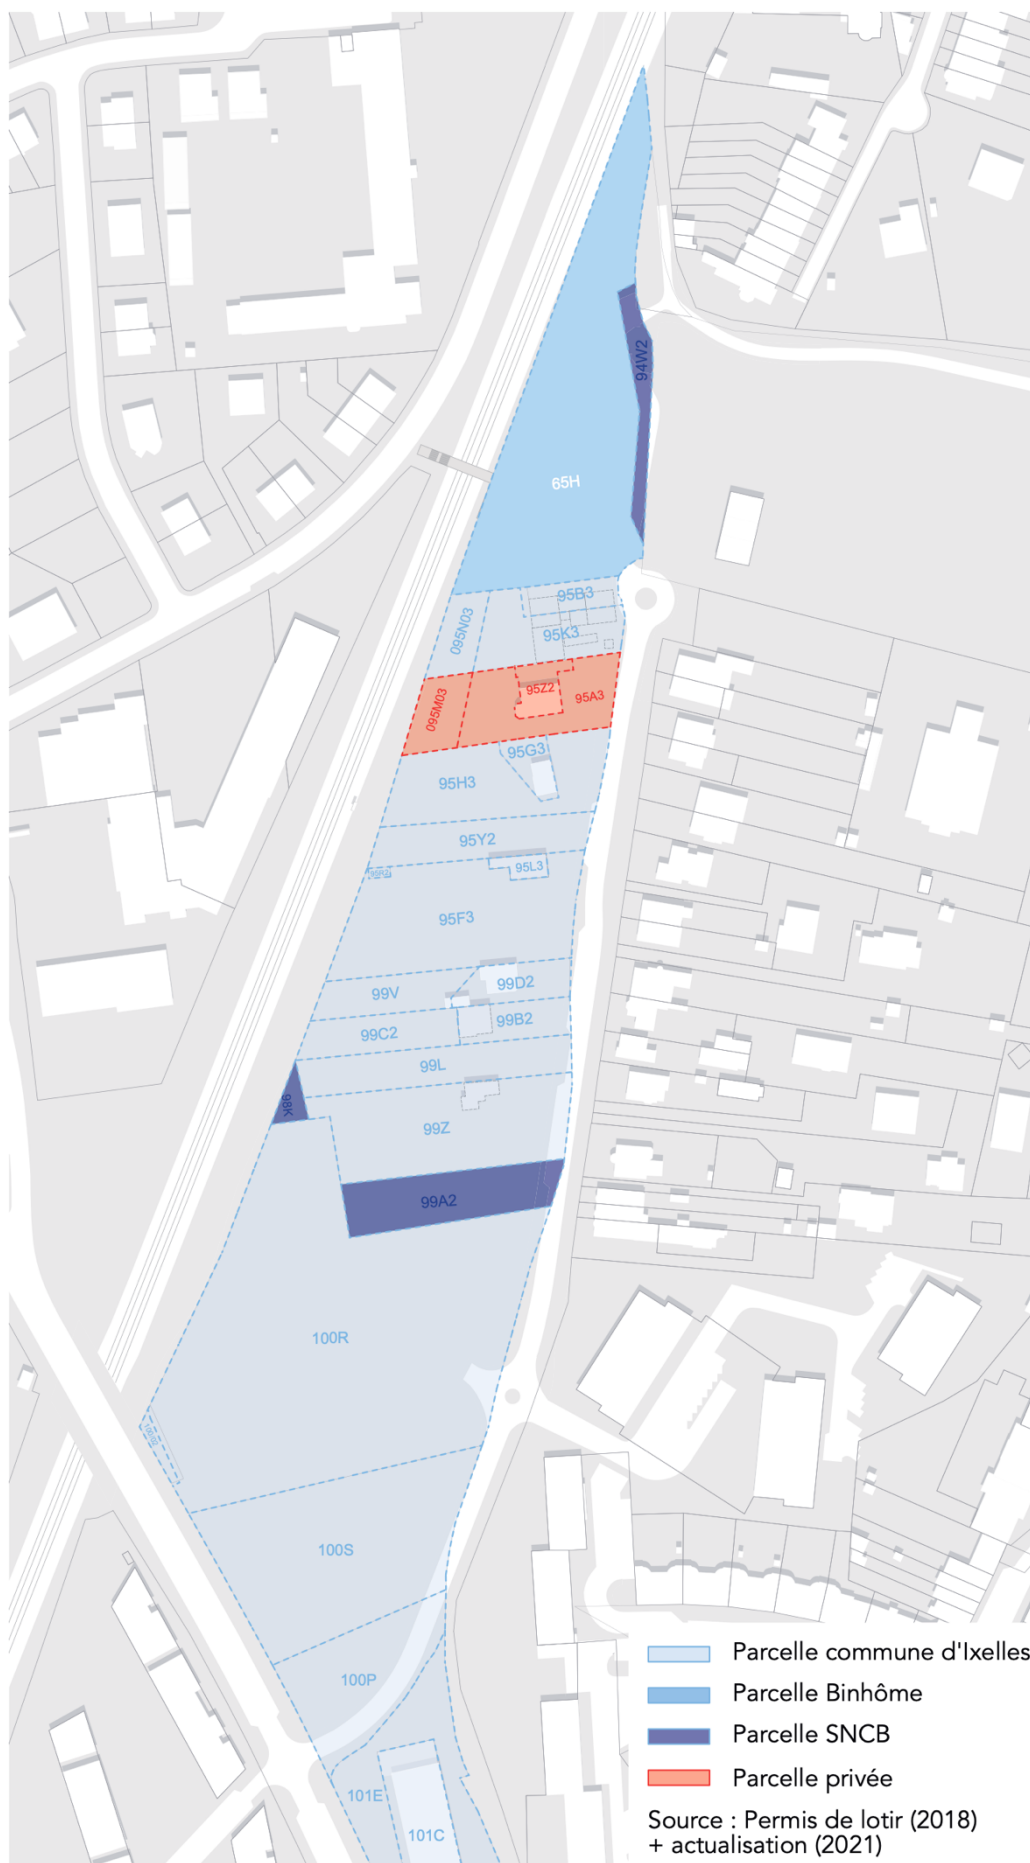 94W2
65H
95B3
095N03
95K3
95Z2
095M03
95A3
95G3
95H3
95Y2
95L3
95F3
99V
99D2
99C2
99B2
99L
98K
99Z
99A2
100R
100S
100P
101E
101C
Parcelle commune d'Ixelles
Parcelle Binhôme
Parcelle SNCB
Parcelle privée
Source : Permis de lotir (2018)
+ actualisation (2021)